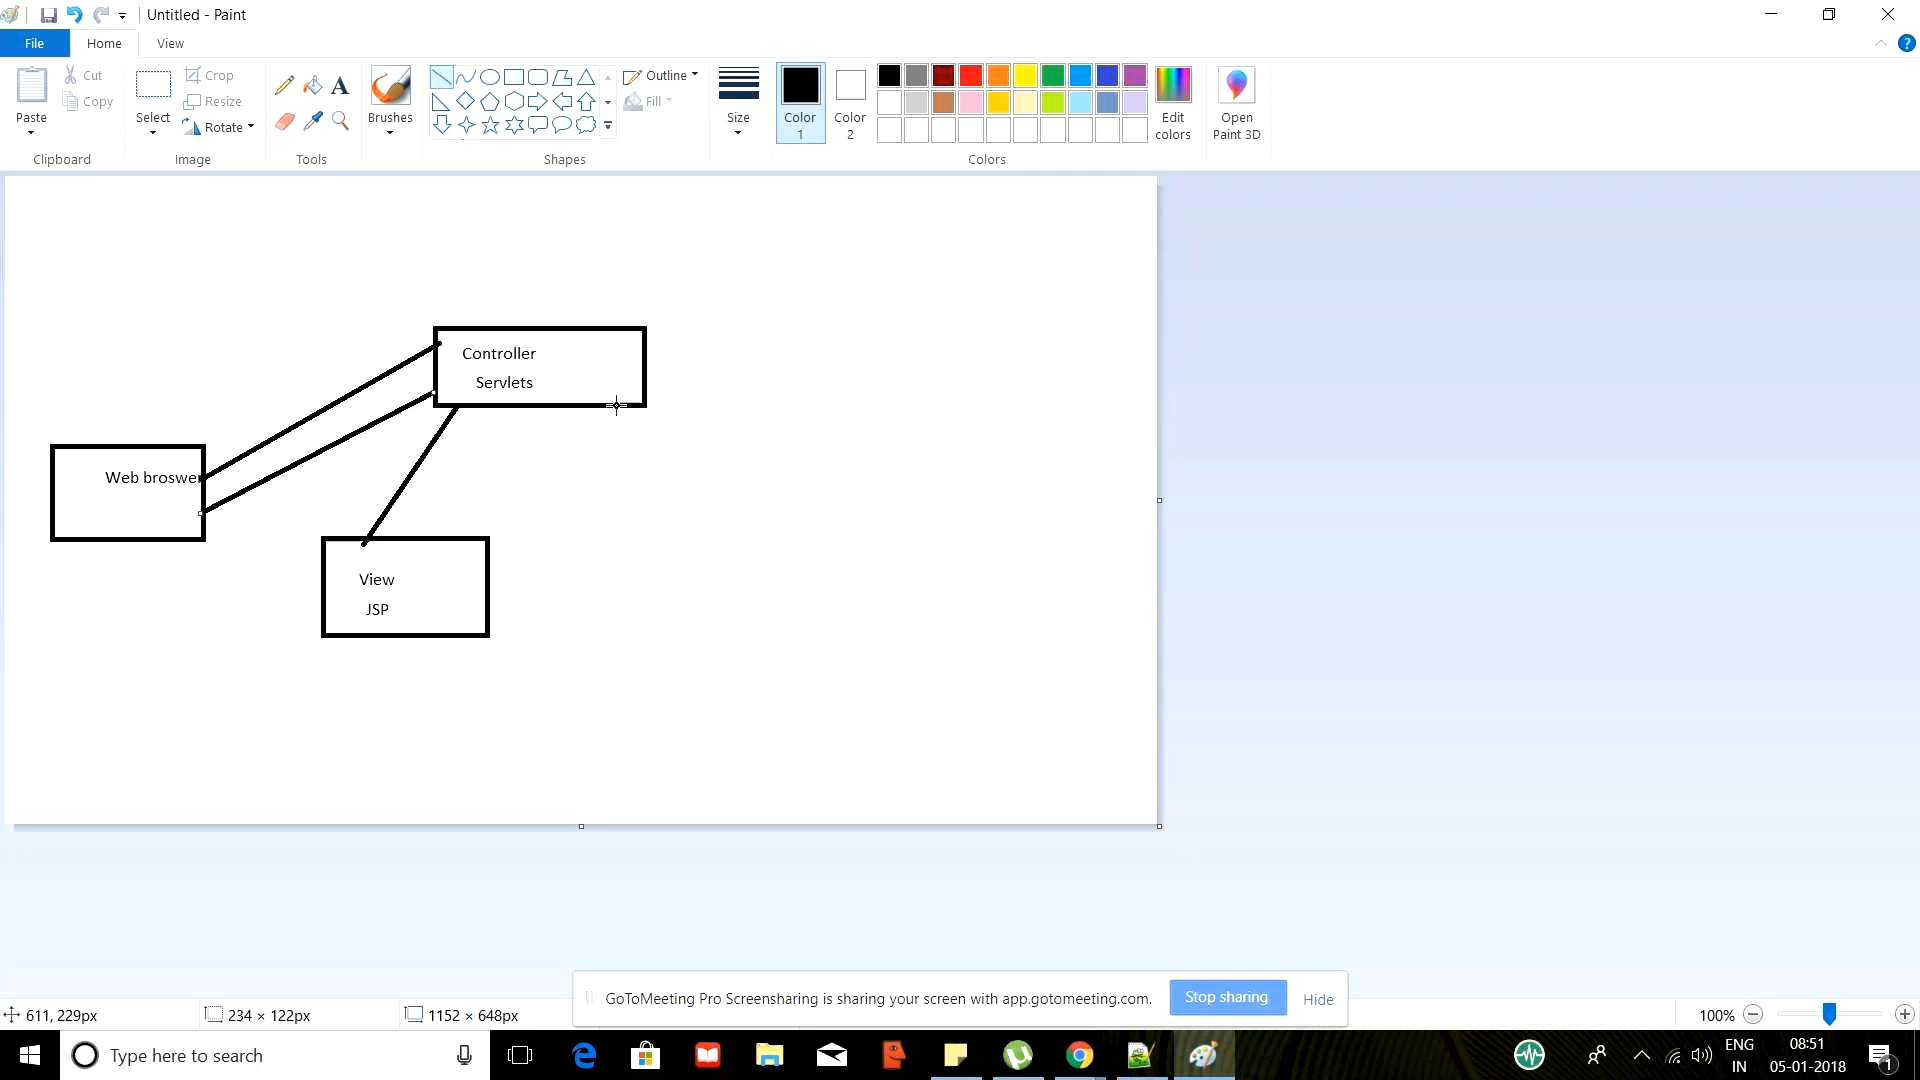 Untitled - Paint
File Home View
Paste
Cut
Copy
Clipboard
Select
Crop
Resize
Rotate
Image
A
Tools
Brushes
Outline
Fill
Shapes
Size
Color
1
Color
2
Edit
colors
Colors
Open
Paint 3D
Controller
Servlets
Web broswer
View
JSP
GoToMeeting Pro Screensharing is sharing your screen with app.gotomeeting.com.
Stop sharing
Hide
611, 229px
234 × 122px
1152 × 648px
100%
Type here to search
ENG
IN
08:51
05-01-2018
1